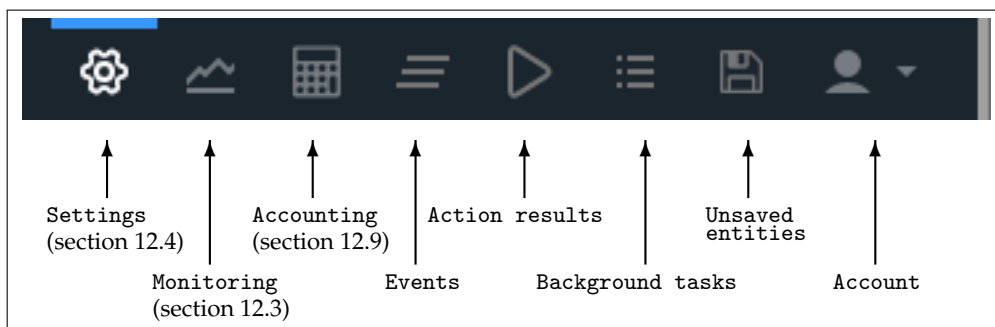 Settings
(section 12.4)
Accounting
(section 12.9)
Action results
Unsaved
entities
Monitoring
(section 12.3)
Events
Background tasks
Account